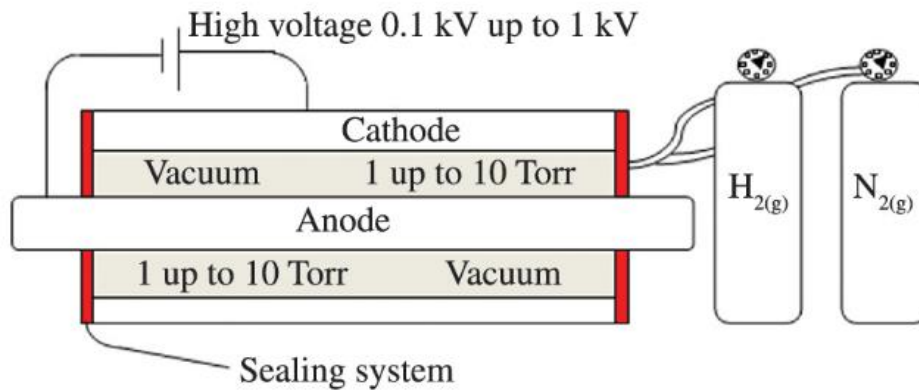 High voltage 0.1 kV up to 1 kV
Cathode
Vacuum 1 up to 10 Torr
Anode
1 up to 10 Torr Vacuum
Sealing system
H2(g)
N2(g)